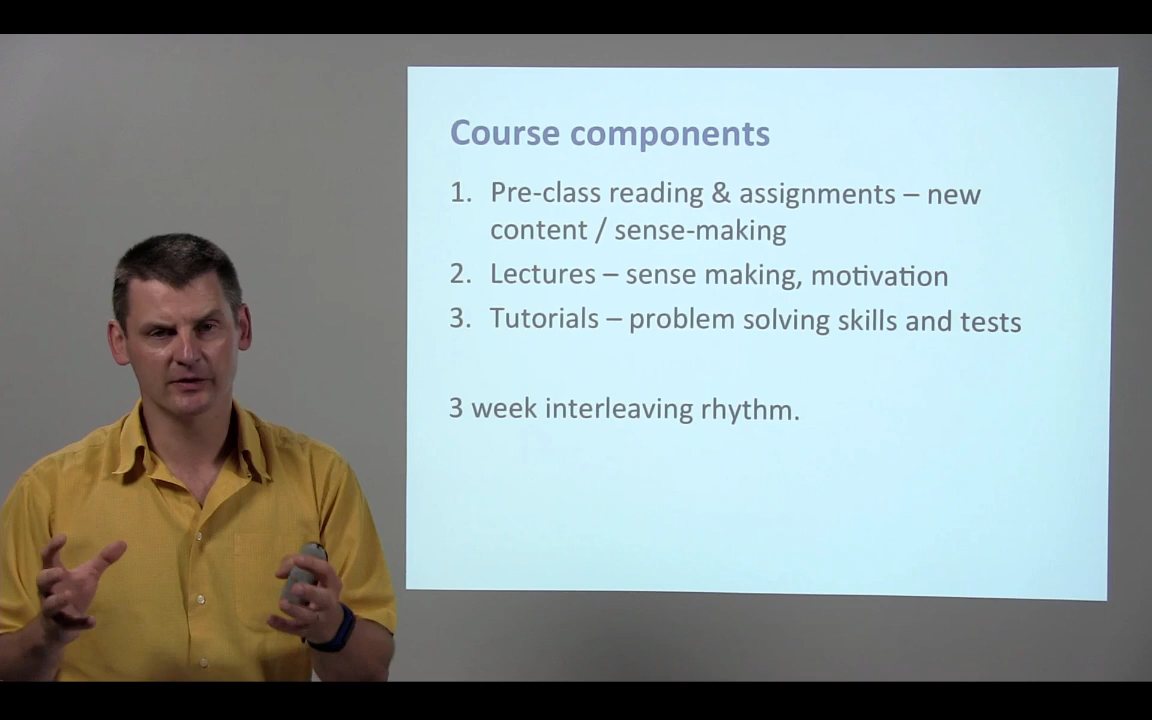 Course components
1. Pre-class reading & assignments – new
content / sense-making
2. Lectures – sense making, motivation
3. Tutorials – problem solving skills and tests
3 week interleaving rhythm.